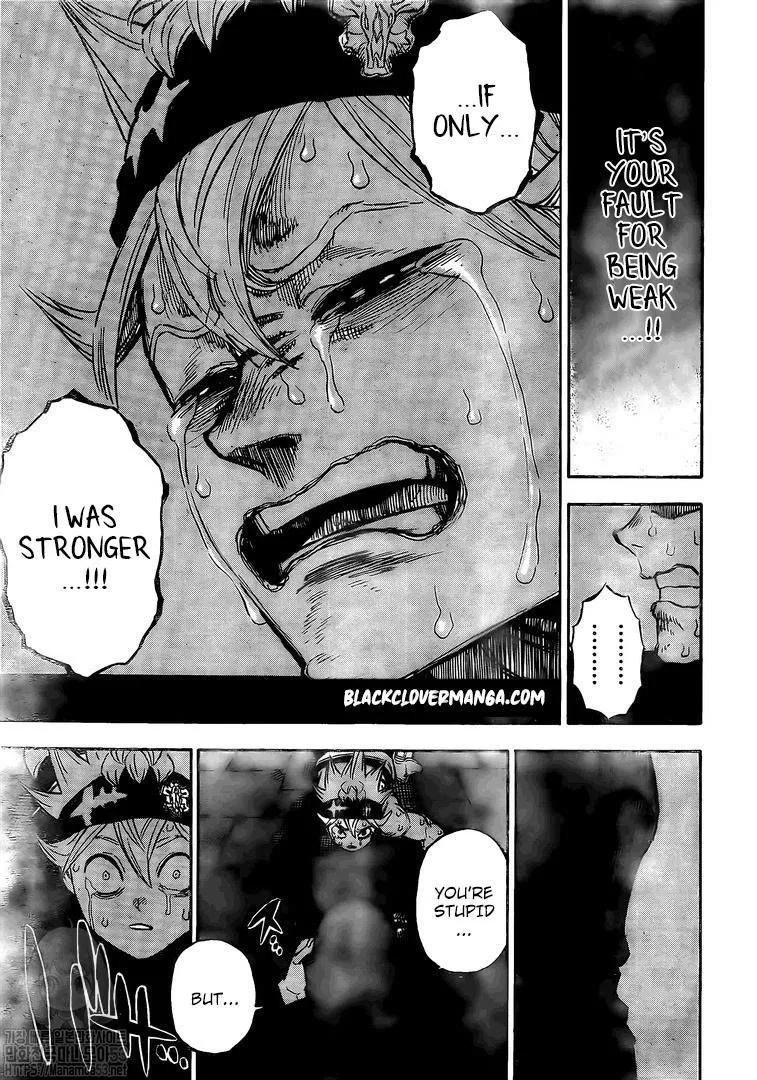 IT'S
YOUR
FAULT
FOR
BEING
WEAK
...!!
...IF
ONLY...
I WAS
STRONGER
...!!!
BLACKCLOVERMANGA.COM
YOU'RE
STUPID
...
BUT...